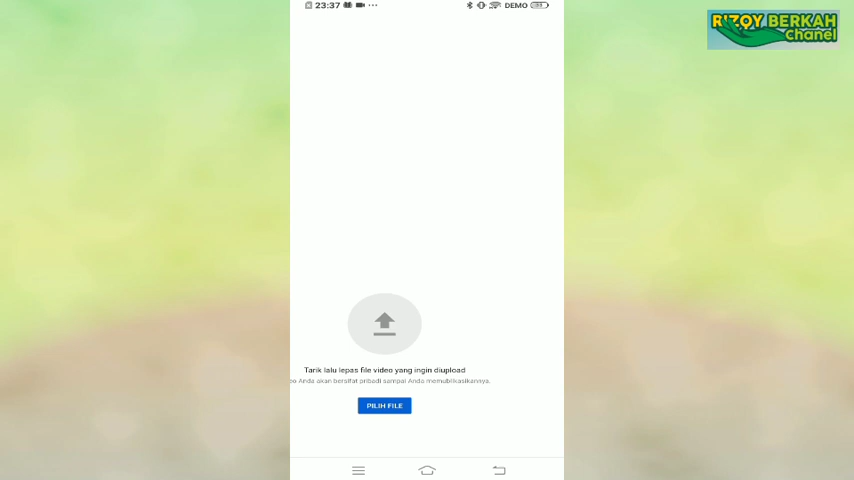 23:37
DEMO
RIZQY BERKAH
Chanel
Tarik lalu lepas file video yang ingin diupload
eo Anda akan bersifat pribadi sampai Anda memublikasikannya.
PILIH FILE